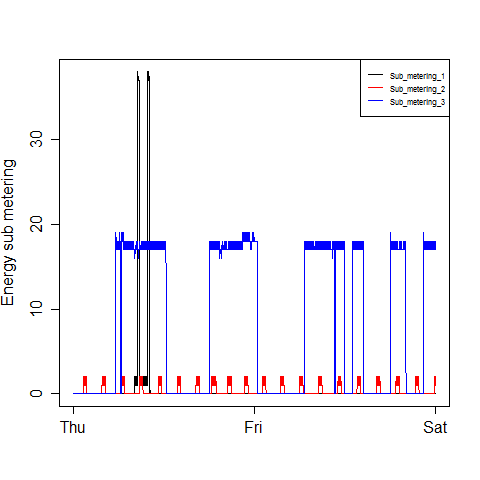 Sub_metering_1
Sub_metering_2
Sub_metering_3
Energy sub metering
30
20
10
0
Thu Fri Sat